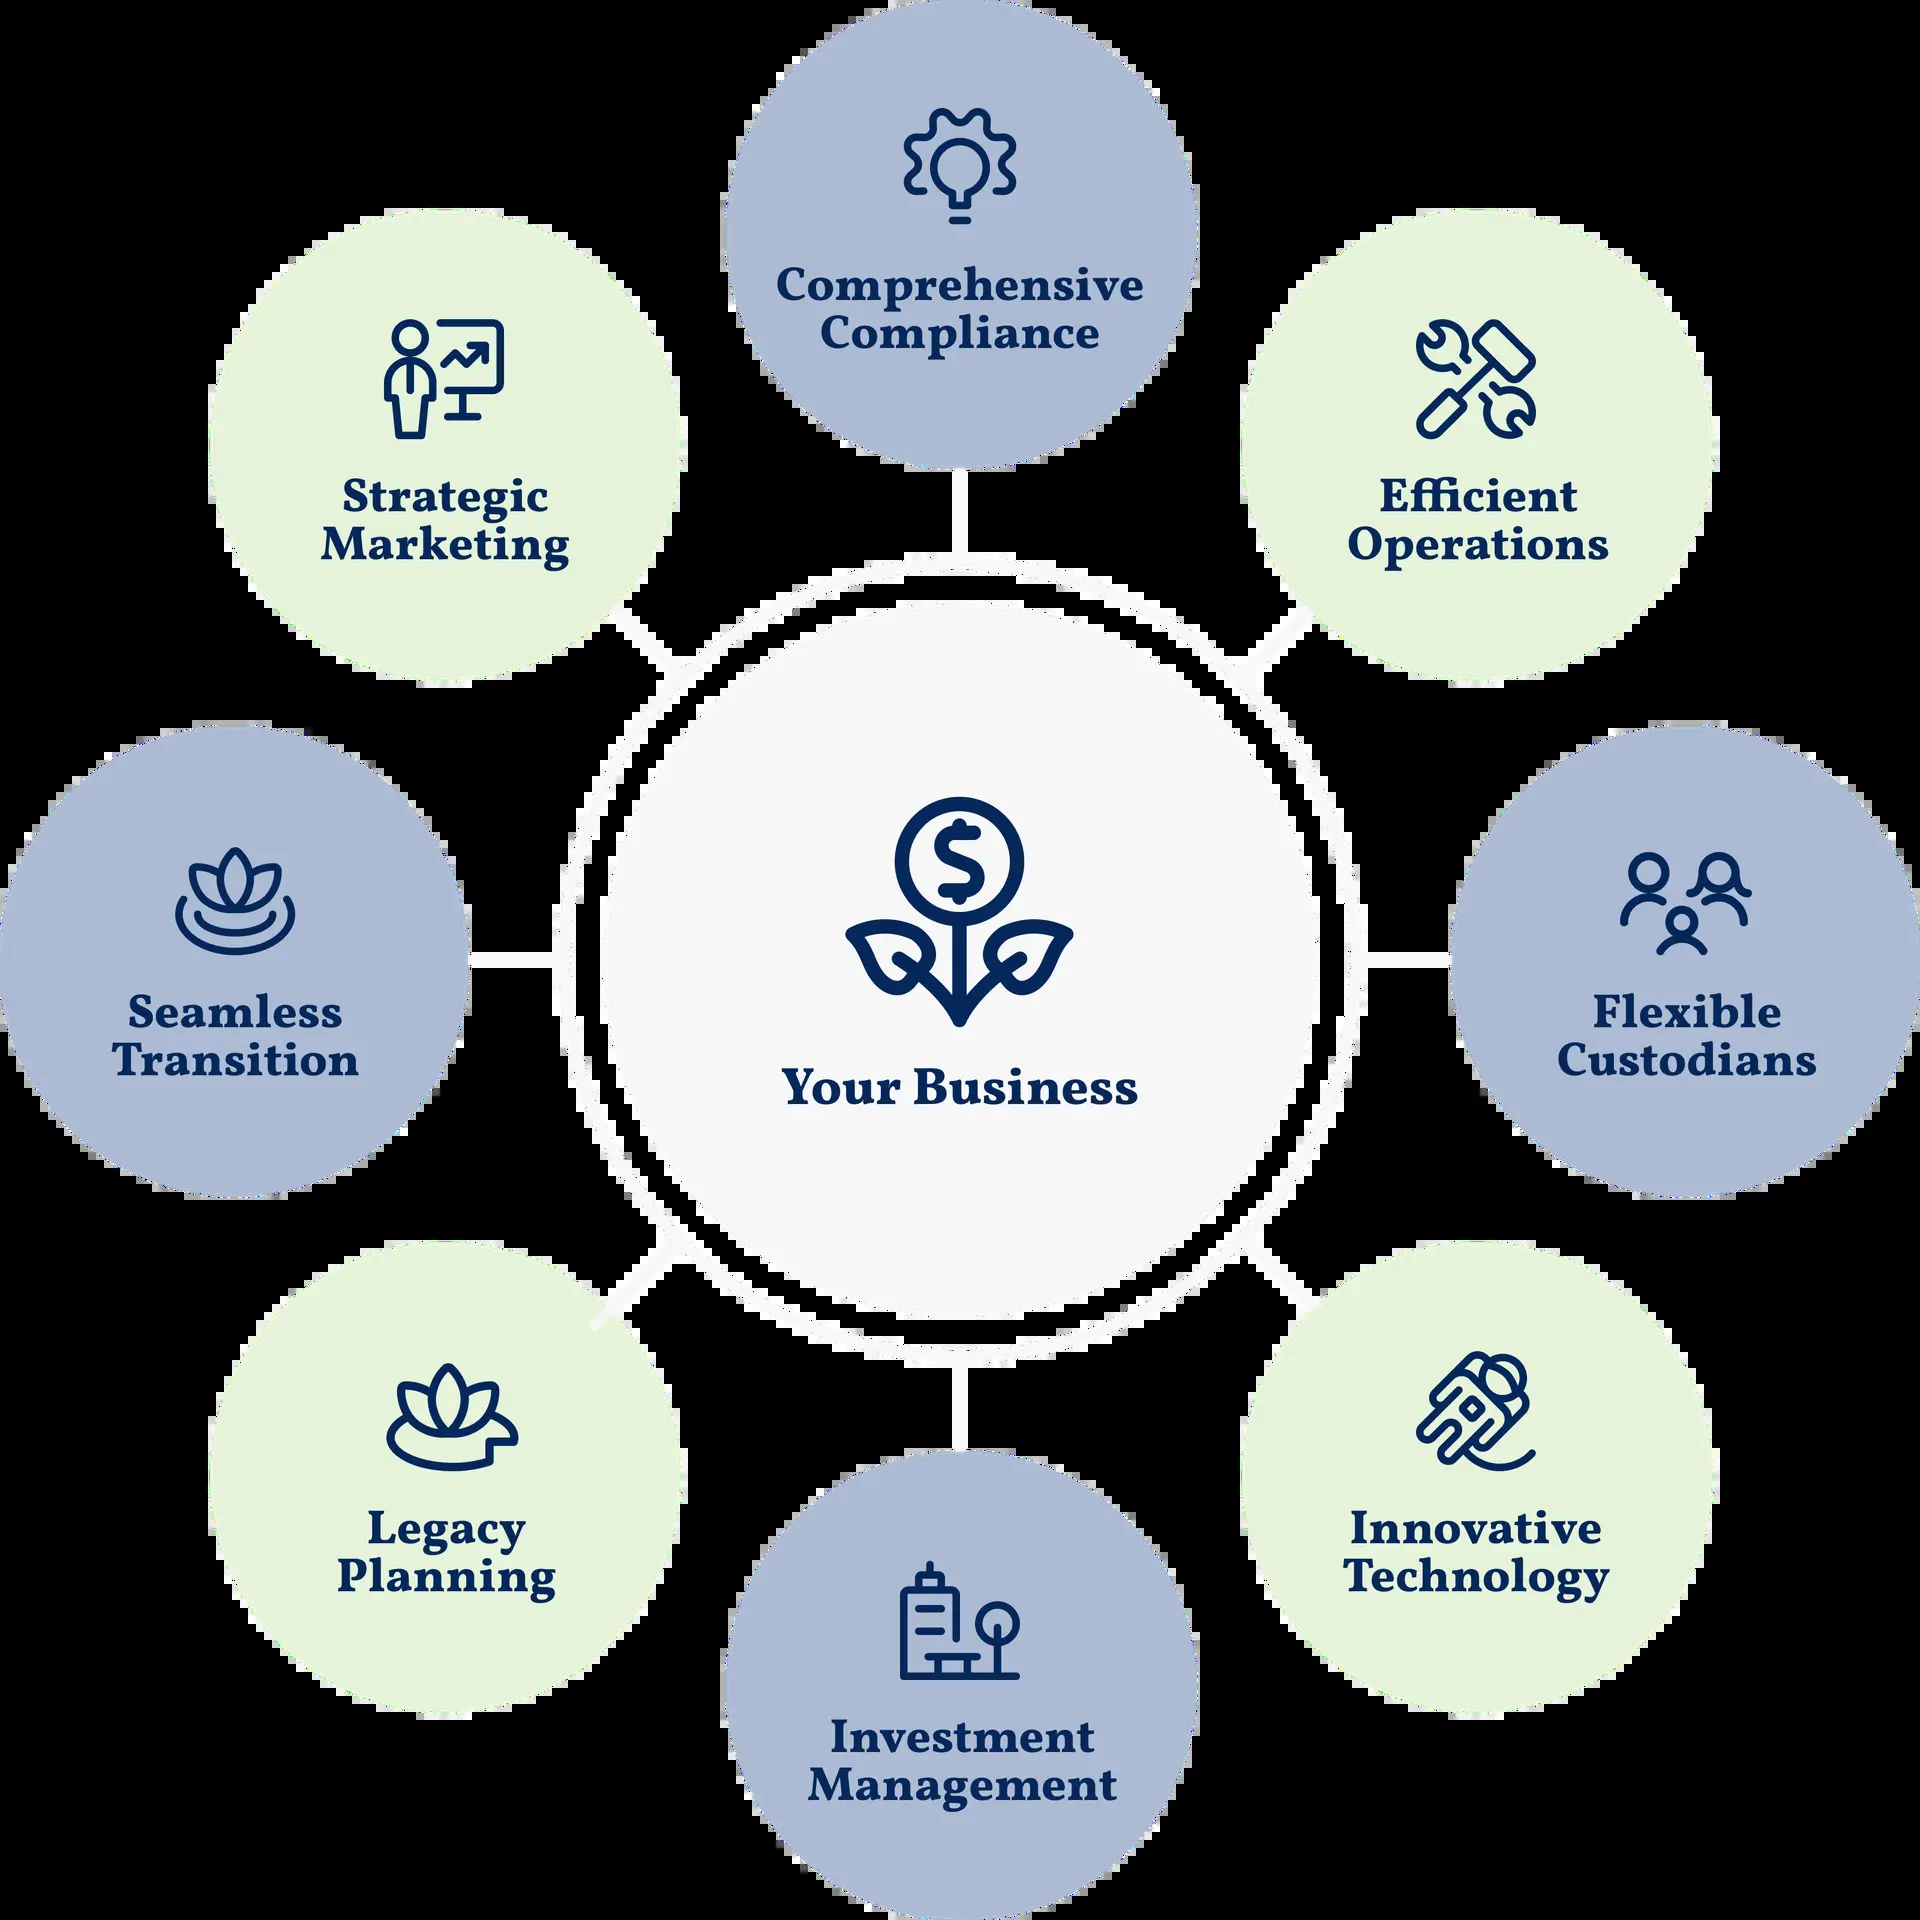 Comprehensive
Compliance
Strategic
Marketing
Efficient
Operations
Seamless
Transition
Your Business
Flexible
Custodians
Legacy
Planning
Innovative
Technology
Investment
Management